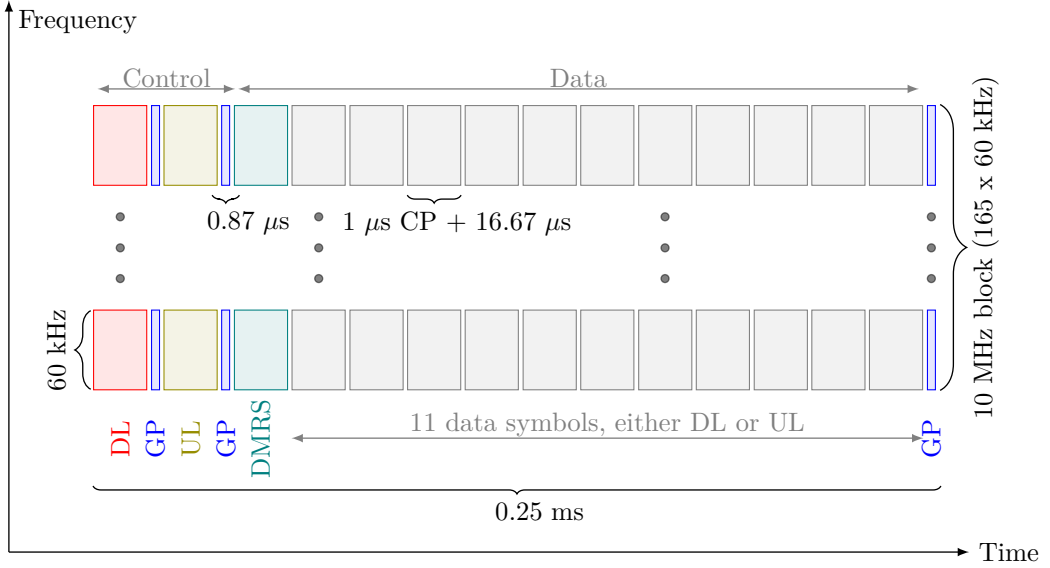 Frequency
Control
Data
0.87 μs
1 μs CP + 16.67 μs
10 MHz block (165 x 60 kHz)
60 kHz
DL
GP
UL
GP
DMRS
11 data symbols, either DL or UL
GP
0.25 ms
Time